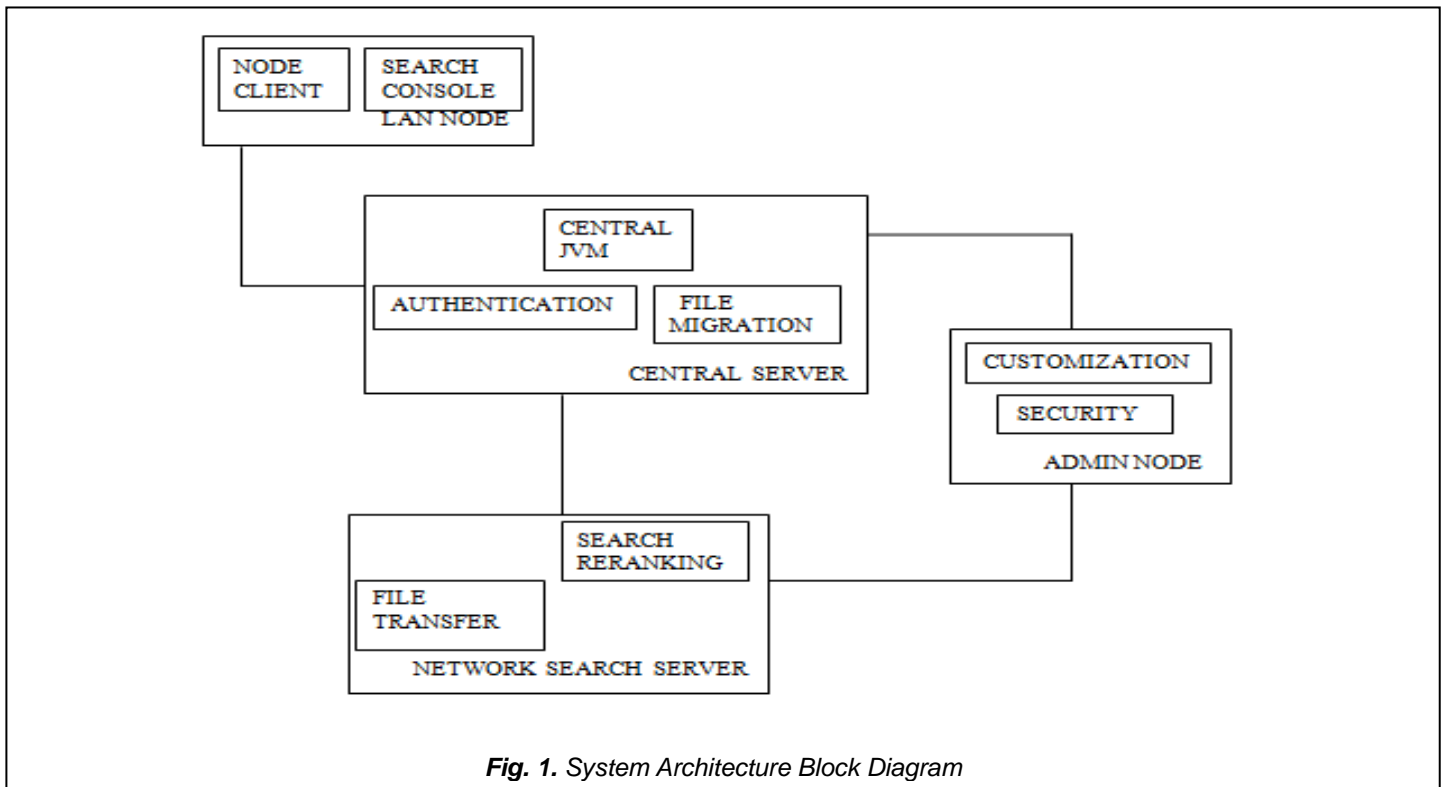 NODE
CLIENT
SEARCH
CONSOLE
LAN NODE
CENTRAL
JVM
AUTHENTICATION
FILE
MIGRATION
CENTRAL SERVER
CUSTOMIZATION
SECURITY
ADMIN NODE
SEARCH
RERANKING
FILE
TRANSFER
NETWORK SEARCH SERVER
Fig. 1. System Architecture Block Diagram